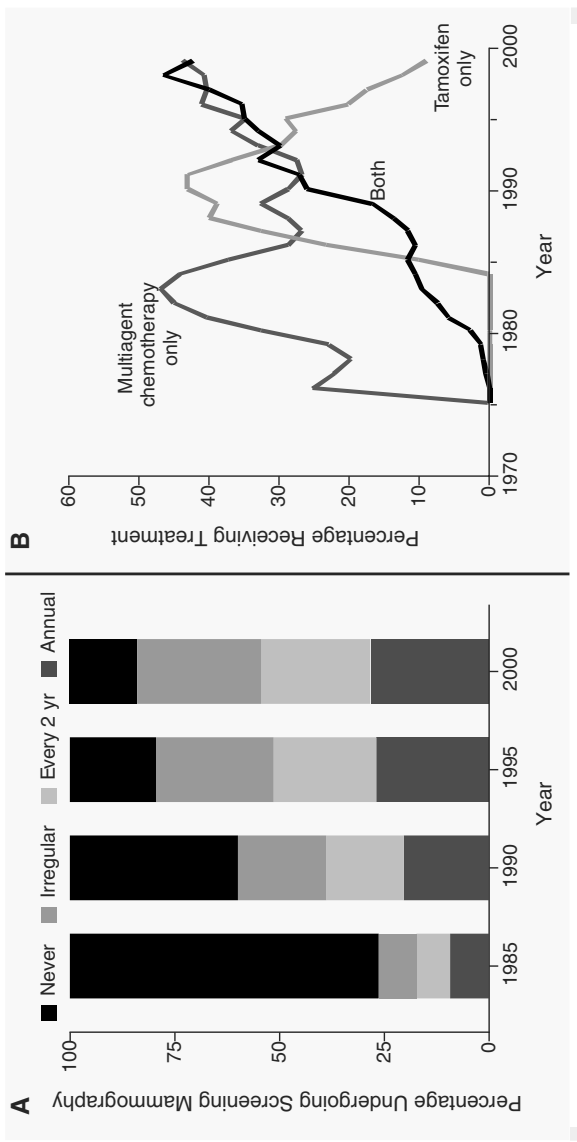 A
Never
Irregular
Every 2 yr
Annual
Percentage Undergoing Screening Mammography
100
75
50
25
0
1985
1990
1995
2000
Year
B
Percentage Receiving Treatment
60
50
40
30
20
10
0
Multiagent
chemotherapy
only
Both
Tamoxifen
only
1970
1980
1990
2000
Year